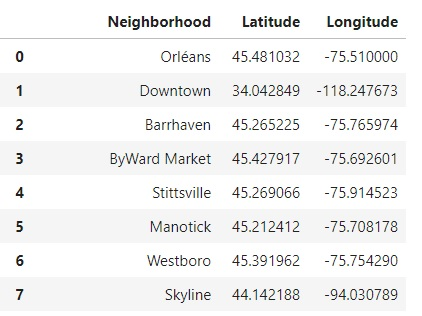 Neighborhood Latitude Longitude
0 Orléans 45.481032 -75.510000
1 Downtown 34.042849 -118.247673
2 Barrhaven 45.265225 -75.765974
3 ByWard Market 45.427917 -75.692601
4 Stittsville 45.269066 -75.914523
5 Manotick 45.212412 -75.708178
6 Westboro 45.391962 -75.754290
7 Skyline 44.142188 -94.030789